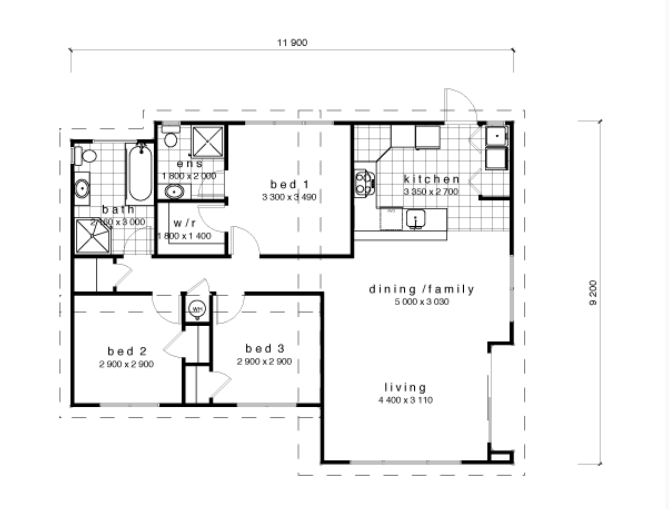 11 900
ens
1 800 x 2 000
bed 1
3 300 x 3 490
kitchen
3 350 x 2 700
bath
x 3 000
w/r
1 800 x 1 400
dining /family
5 000 x 3 030
9 200
WH
bed 2
2 900 x 2 900
bed 3
2 900 x 2 900
living
4 400 x 3 110